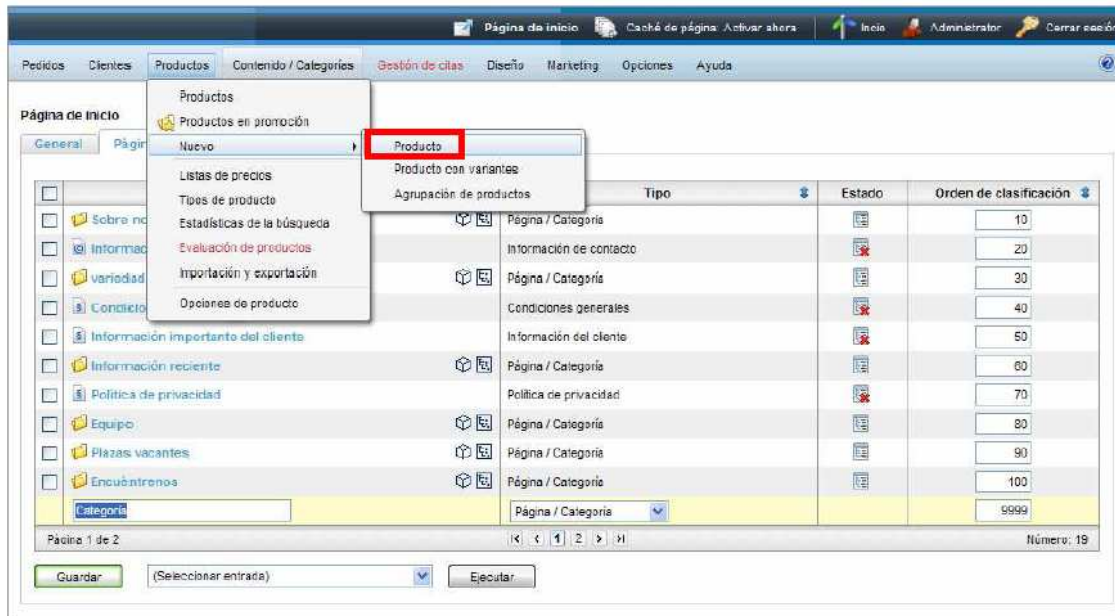 Página de inicio Caché de página: Activar ahora Incio Administrator Cerrar sesión
Pedidos Clientes Productos Contenido / Categorías Gestión de citas Diseño Marketing Opciones Ayuda
Página de inicio
General
Productos
Productos en promoción
Nuevo
Listas de precios
Tipos de producto
Estadísticas de la búsqueda
Evaluación de productos
Importación y exportación
Opciones de producto
Producto
Producto con variantes
Agrupación de productos
Tipo Estado Orden de clasificación
Sobre Página / Categoría 10
Información de contacto 20
variedad Página / Categoría 30
Condiciones generales 40
Información importante del cliente Información del cliente 50
Información reciente Página / Categoría 60
Política de privacidad Política de privacidad 70
Equipo Página / Categoría 80
Plazas vacantes Página / Categoría 90
Encuéntrenos Página / Categoría 100
Categoría Página / Categoría 9999
Página 1 de 2 1 2 Número: 19
Guardar (Seleccionar entrada) Ejecutar